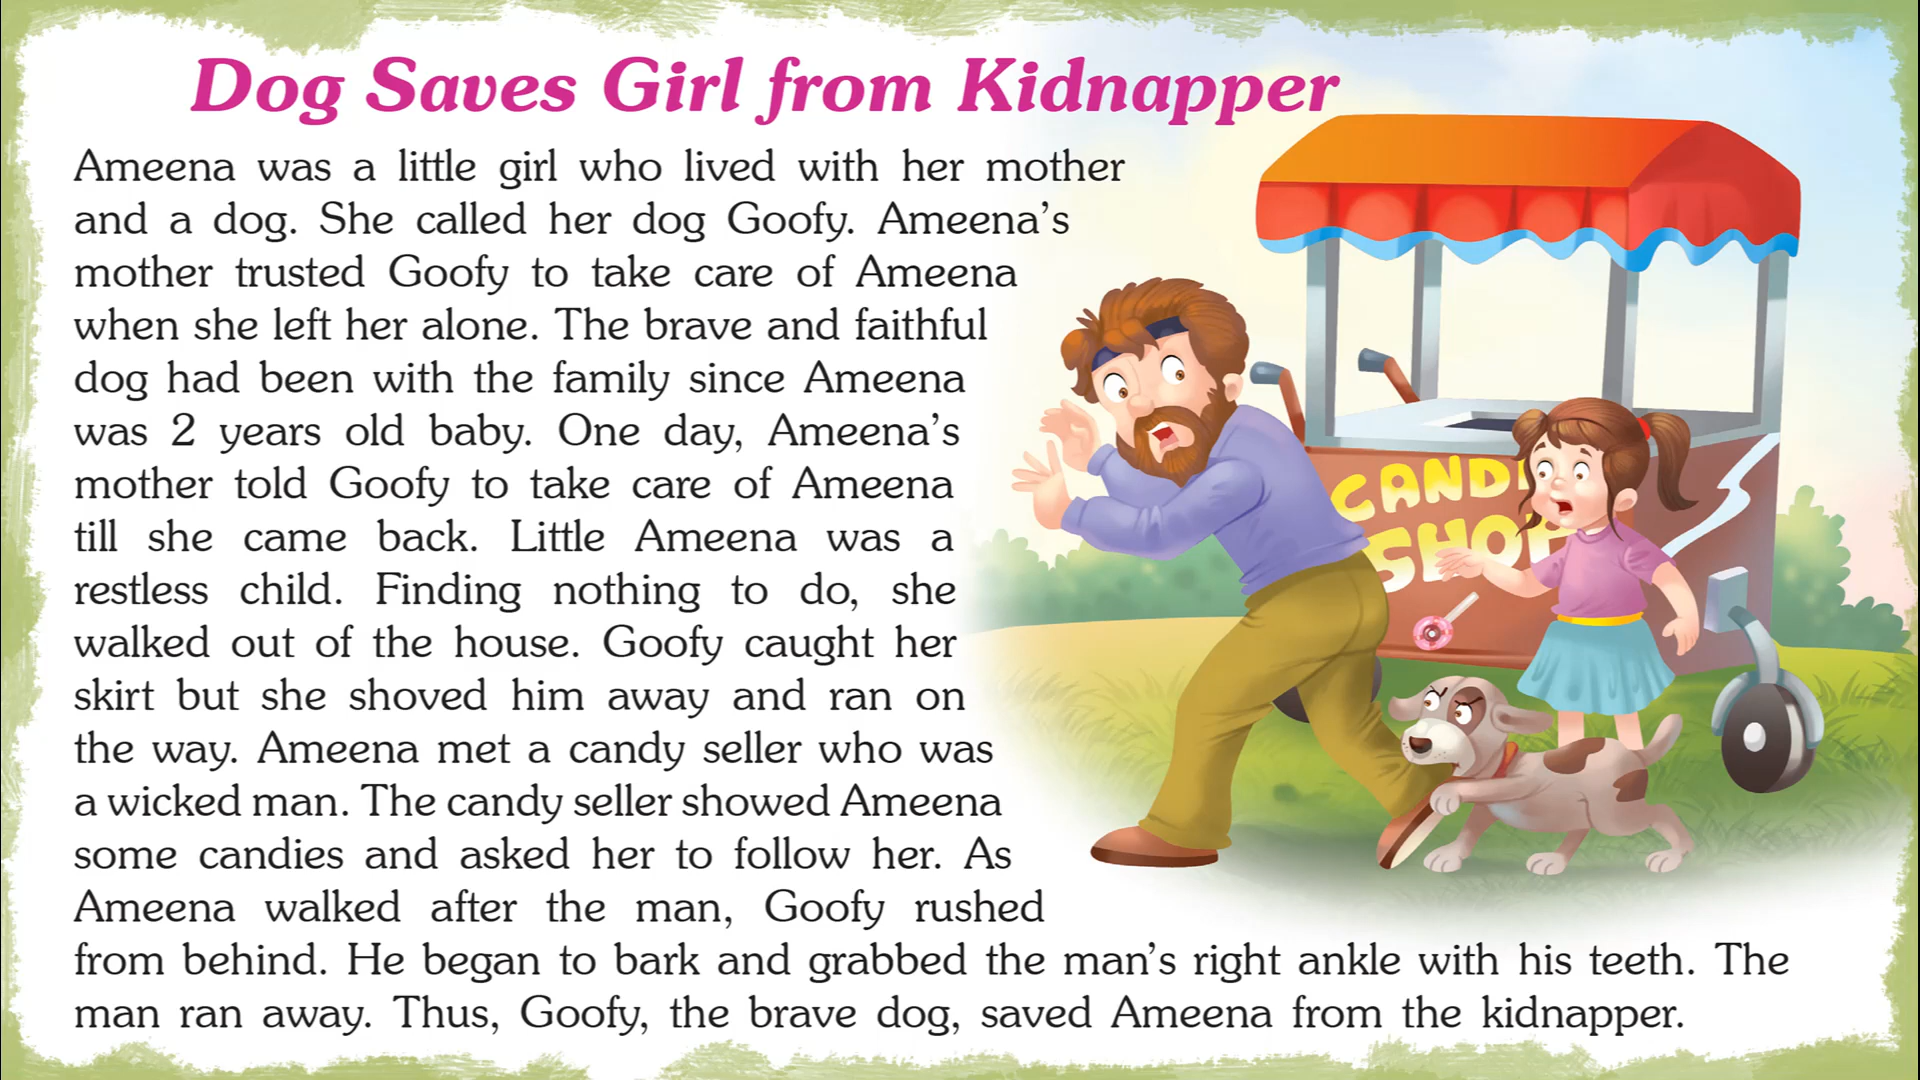 Dog Saves Girl from Kidnapper
Ameena was a little girl who lived with her mother
and a dog. She called her dog Goofy. Ameena’s
mother trusted Goofy to take care of Ameena
when she left her alone. The brave and faithful
dog had been with the family since Ameena
was 2 years old baby. One day, Ameena’s
mother told Goofy to take care of Ameena
till she came back. Little Ameena was a
restless child. Finding nothing to do, she
walked out of the house. Goofy caught her
skirt but she shoved him away and ran on
the way. Ameena met a candy seller who was
a wicked man. The candy seller showed Ameena
some candies and asked her to follow her. As
Ameena walked after the man, Goofy rushed
from behind. He began to bark and grabbed the man’s right ankle with his teeth. The
man ran away. Thus, Goofy, the brave dog, saved Ameena from the kidnapper.
CANDI
SHOP